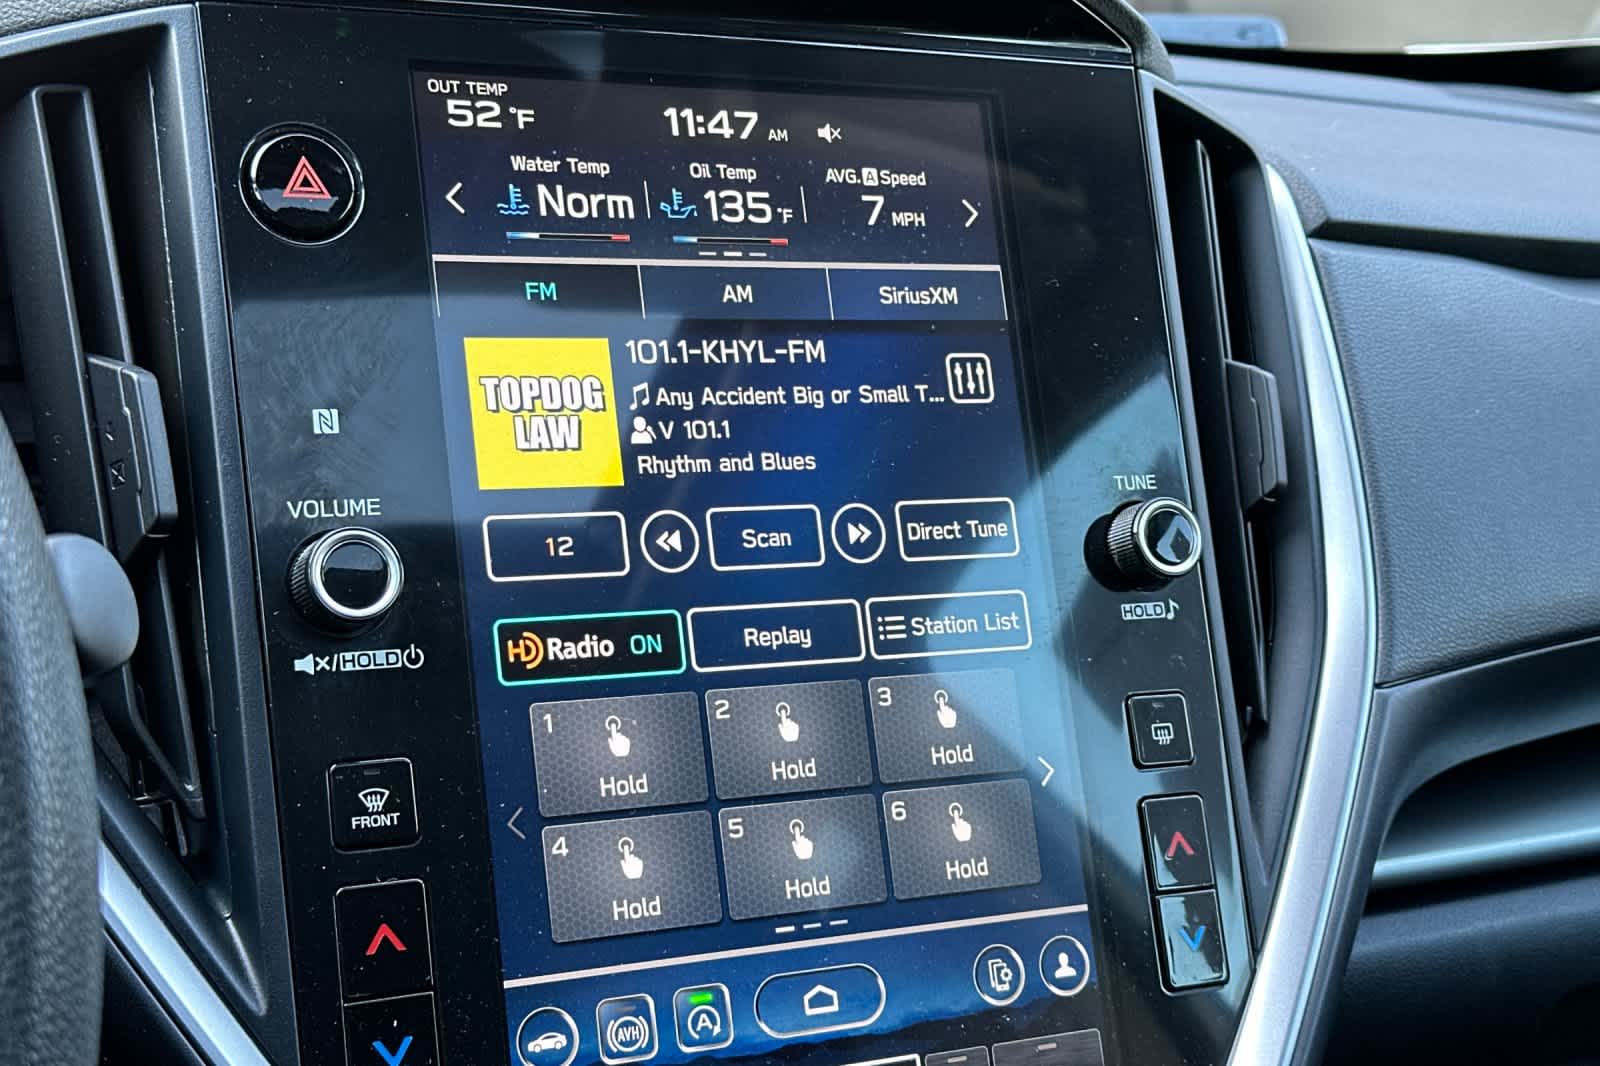 OUT TEMP
52 °F
11:47 AM
Water Temp
Norm
Oil Temp
135 °F
AVG. A Speed
7 MPH
FM
AM
SiriusXM
TOPDOG
LAW
101.1-KHYL-FM
Any Accident Big or Small T...
V 101.1
Rhythm and Blues
12
Scan
Direct Tune
HD Radio ON
Replay
Station List
1
Hold
2
Hold
3
Hold
4
Hold
5
Hold
6
Hold
AVH
A
N
VOLUME
/HOLD
FRONT
TUNE
HOLD